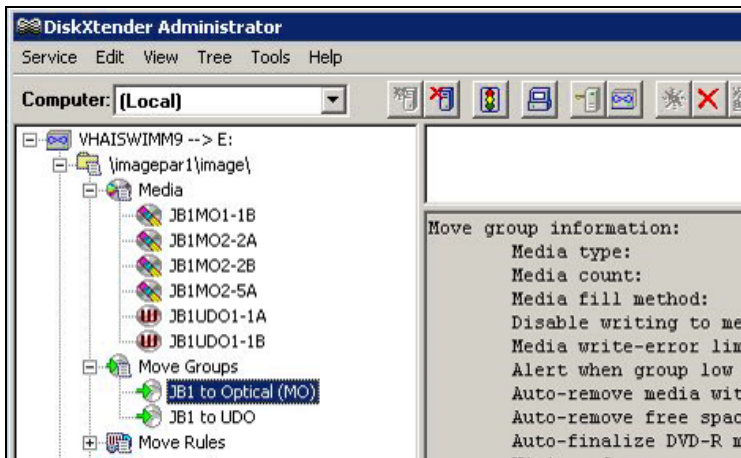 DiskXtender Administrator
Service Edit View Tree Tools Help
Computer: (Local)
VHAISWIMM9 --> E:
\imagepar1\image\
Media
JB1MO1-1B
JB1MO2-2A
JB1MO2-2B
JB1MO2-5A
JB1UDO1-1A
JB1UDO1-1B
Move Groups
JB1 to Optical (MO)
JB1 to UDO
Move Rules
Move group information:
Media type:
Media count:
Media fill method:
Disable writing to me
Media write-error lim
Alert when group low
Auto-remove media wit
Auto-remove free spac
Auto-finalize DVD-R m